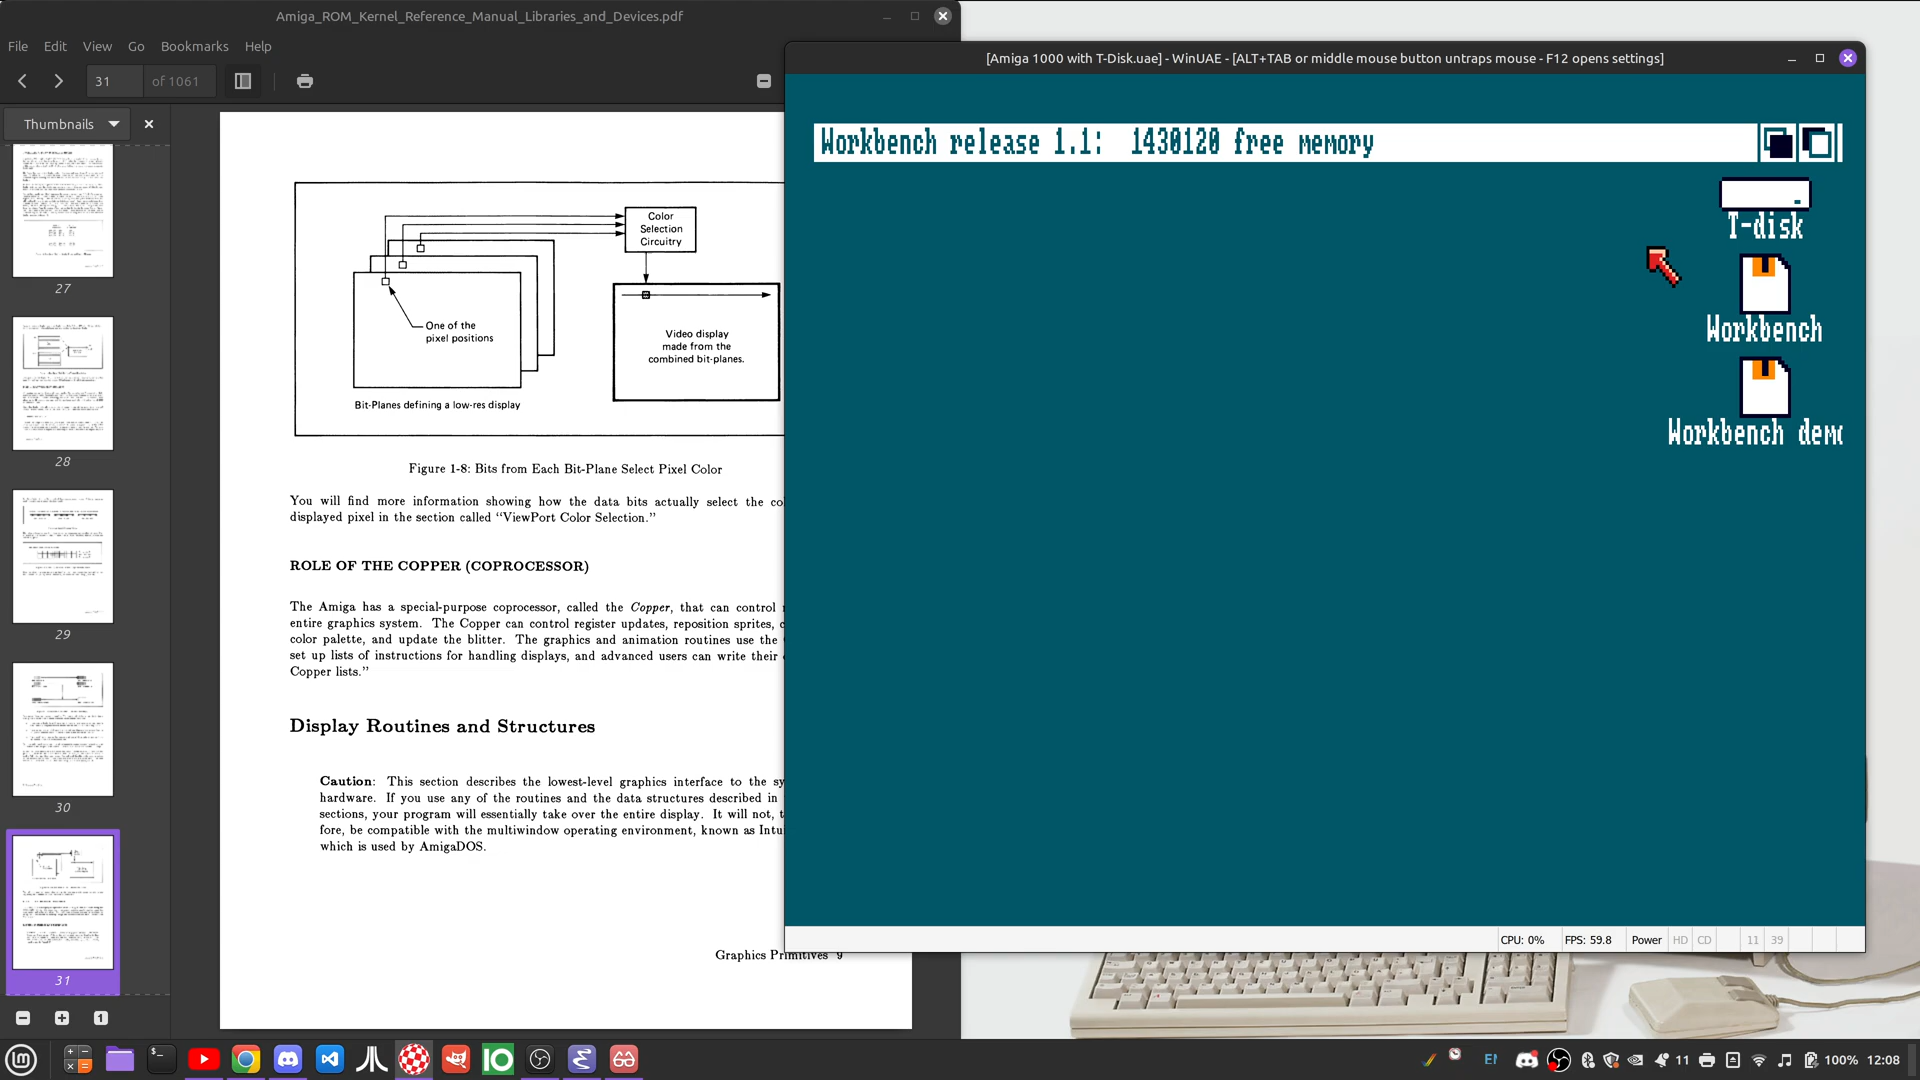 Amiga_ROM_Kernel_Reference_Manual_Libraries_and_Devices.pdf
File Edit View Go Bookmarks Help
31 of 1061
Thumbnails
27
28
29
30
31
Color
Selection
Circuitry
One of the
pixel positions
Video display
made from the
combined bit-planes.
Bit-Planes defining a low-res display
Figure 1-8: Bits from Each Bit-Plane Select Pixel Color
You will find more information showing how the data bits actually select the
displayed pixel in the section called “ViewPort Color Selection.”
ROLE OF THE COPPER (COPROCESSOR)
The Amiga has a special-purpose coprocessor, called the Copper, that can control
entire graphics system. The Copper can control register updates, reposition sprites,
color palette, and update the blitter. The graphics and animation routines use the
set up lists of instructions for handling displays, and advanced users can write their
Copper lists.”
Display Routines and Structures
Caution: This section describes the lowest-level graphics interface to the
hardware. If you use any of the routines and the data structures described in
sections, your program will essentially take over the entire display. It will not,
fore, be compatible with the multiwindow operating environment, known as
which is used by AmigaDOS.
Graphics Primitives 9
[Amiga 1000 with T-Disk.uae] - WinUAE - [ALT+TAB or middle mouse button untraps mouse - F12 opens settings]
Workbench release 1.1: 1430120 free memory
T-disk
Workbench
Workbench demo
CPU: 0% FPS: 59.8 Power HD CD 11 39
11 100% 12:08